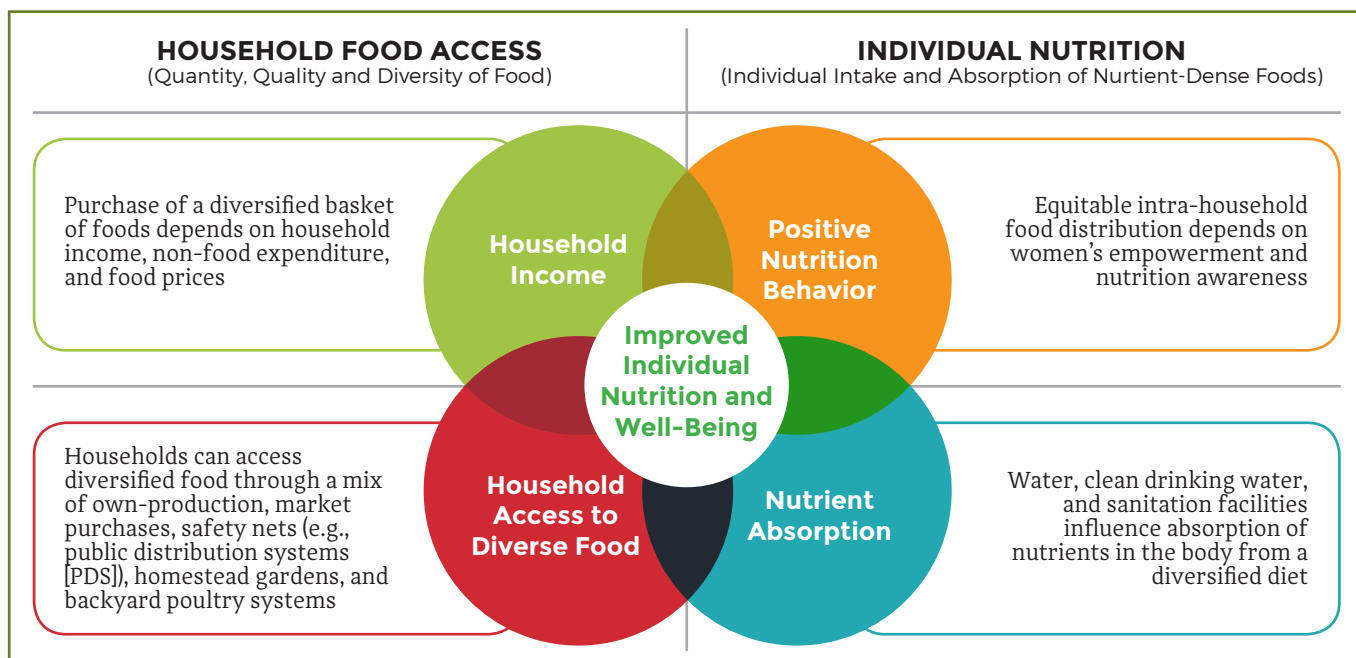 HOUSEHOLD FOOD ACCESS
(Quantity, Quality and Diversity of Food)
INDIVIDUAL NUTRITION
(Individual Intake and Absorption of Nurtient-Dense Foods)
Purchase of a diversified basket
of foods depends on household
income, non-food expenditure,
and food prices
Household
Income
Positive
Nutrition
Behavior
Equitable intra-household
food distribution depends on
women’s empowerment and
nutrition awareness
Improved
Individual
Nutrition and
Well-Being
Households can access
diversified food through a mix
of own-production, market
purchases, safety nets (e.g.,
public distribution systems
[PDS]), homestead gardens, and
backyard poultry systems
Household
Access to
Diverse Food
Nutrient
Absorption
Water, clean drinking water,
and sanitation facilities
influence absorption of
nutrients in the body from a
diversified diet